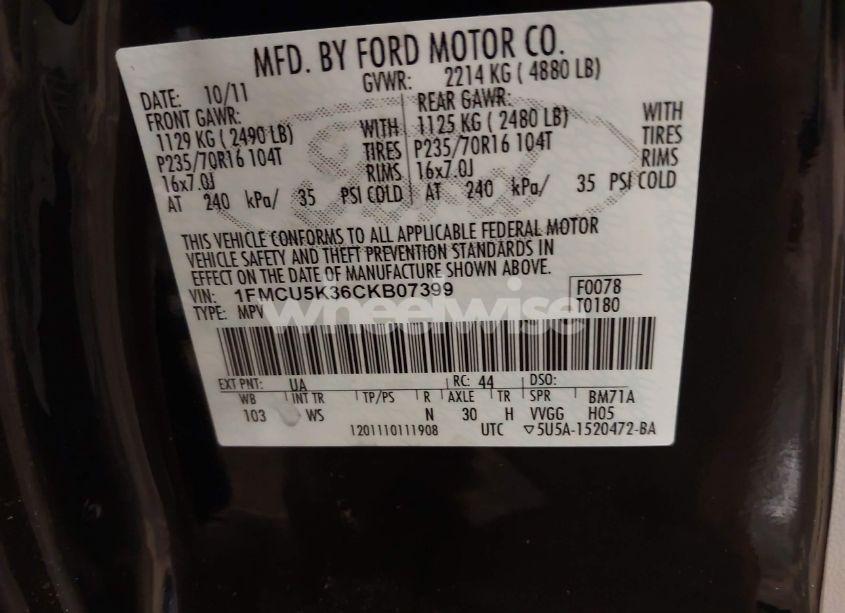 MFD. BY FORD MOTOR CO.
DATE: 10/11 GVWR: 2214 KG ( 4880 LB)
FRONT GAWR: REAR GAWR:
1129 KG ( 2490 LB) WITH 1125 KG ( 2480 LB) WITH
P235/70R16 104T TIRES P235/70R16 104T TIRES
16x7.0J RIMS 16x7.0J RIMS
AT 240 kPa/ 35 PSI COLD AT 240 kPa/ 35 PSI COLD
THIS VEHICLE CONFORMS TO ALL APPLICABLE FEDERAL MOTOR
VEHICLE SAFETY AND THEFT PREVENTION STANDARDS IN
EFFECT ON THE DATE OF MANUFACTURE SHOWN ABOVE.
VIN: 1FMCU5K36CKB07399 F0078
TYPE: MPV T0180
wheelwise
EXT PNT: UA RC: 44 DSO:
WB INT TR TP/PS R AXLE TR SPR BM71A
103 WS N 30 H VVGG H05
1201110111908 UTC ▽5U5A-1520472-BA